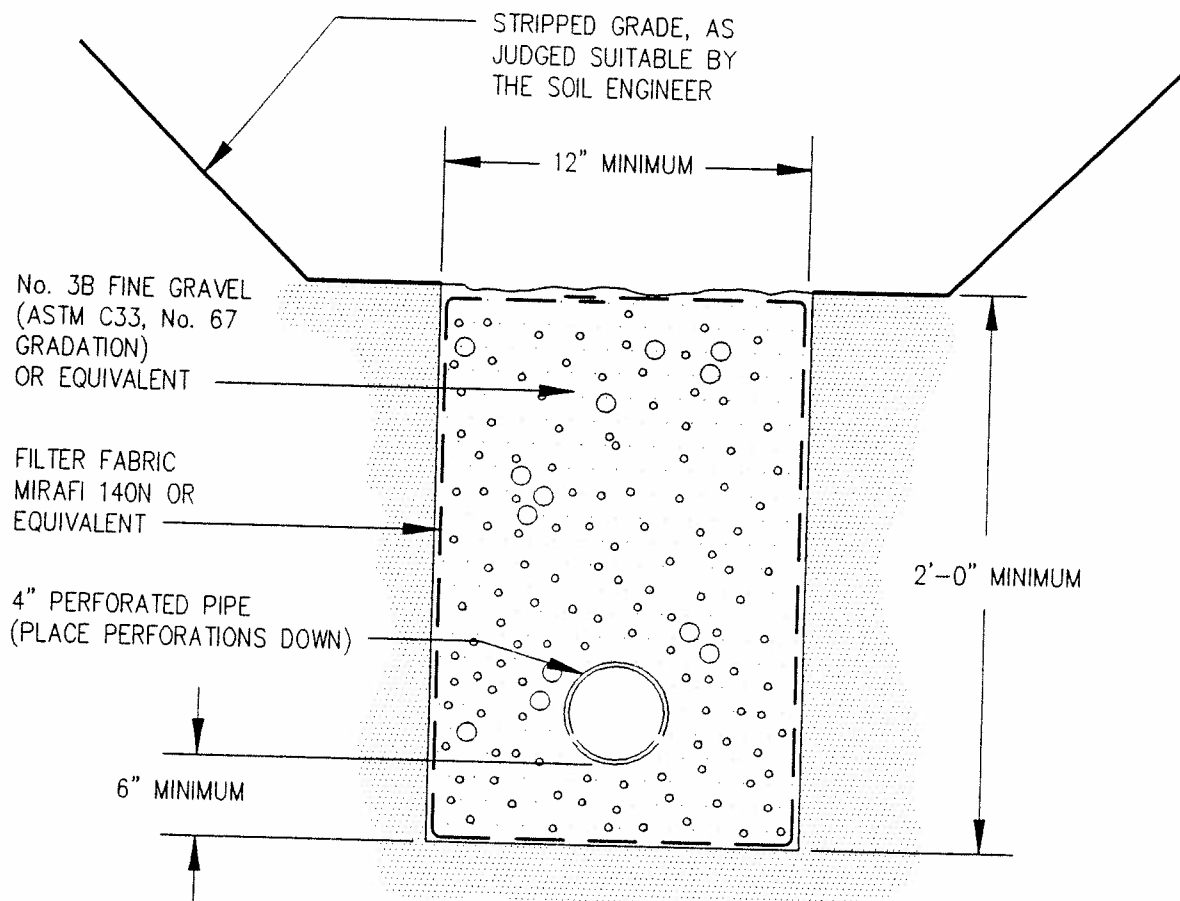 STRIPPED GRADE, AS
JUDGED SUITABLE BY
THE SOIL ENGINEER
12" MINIMUM
No. 3B FINE GRAVEL
(ASTM C33, No. 67
GRADATION)
OR EQUIVALENT
FILTER FABRIC
MIRAFI 140N OR
EQUIVALENT
2'-0" MINIMUM
4" PERFORATED PIPE
(PLACE PERFORATIONS DOWN)
6" MINIMUM